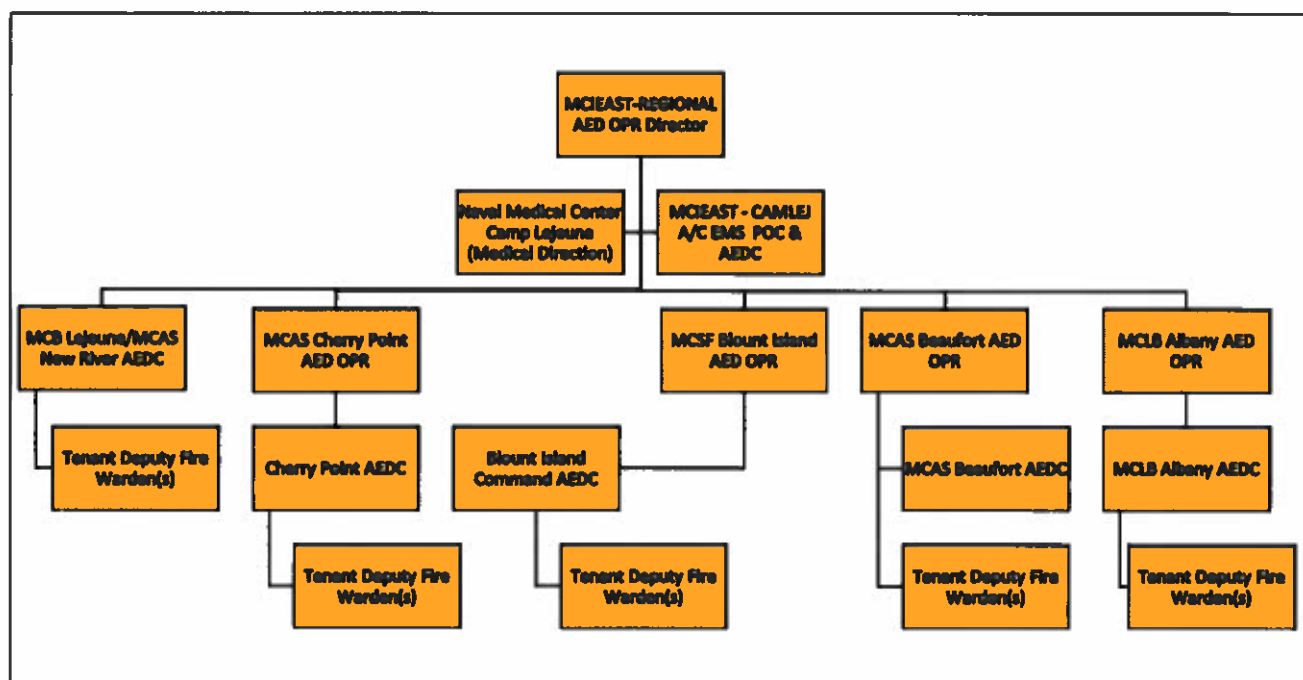 MCIEAST-REGIONAL
AED OPR Director
Naval Medical Center
Camp Lejeune
(Medical Direction)
MCIEAST - CAMLEJ
A/C EMS POC &
AEDC
MCB Lejeune/MCAS
New River AEDC
MCAS Cherry Point
AED OPR
MCSF Blount Island
AED OPR
MCAS Beaufort AED
OPR
MCLB Albany AED
OPR
Tenant Deputy Fire
Warden(s)
Cherry Point AEDC
Blount Island
Command AEDC
MCAS Beaufort AEDC
MCLB Albany AEDC
Tenant Deputy Fire
Warden(s)
Tenant Deputy Fire
Warden(s)
Tenant Deputy Fire
Warden(s)
Tenant Deputy Fire
Warden(s)